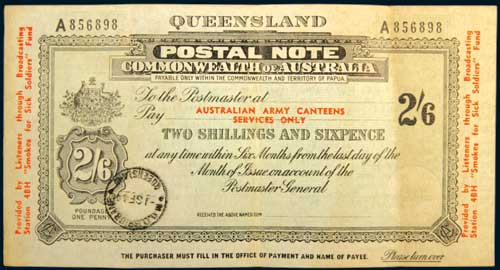 QUEENSLAND
A 856898
A 856898
POSTAL NOTE
COMMONWEALTH OF AUSTRALIA
PAYABLE ONLY WITHIN THE COMMONWEALTH AND TERRITORY OF PAPUA.
To the Postmaster at
Pay
AUSTRALIAN ARMY CANTEENS
SERVICES ONLY
2/6
TWO SHILLINGS AND SIXPENCE
at any time within Six Months from the last day of the
Month of Issue on account of the
Postmaster General
2/6
POUNDAGE
ONE PENNY
RECEIVED THE ABOVE NAMED SUM
THE PURCHASER MUST FILL IN THE OFFICE OF PAYMENT AND NAME OF PAYEE.
Please turn over
Provided by Listeners through Broadcasting
Station 4BH "Smokes for Sick Soldiers" Fund
Provided by Listeners through Broadcasting
Station 4BH "Smokes for Sick Soldiers" Fund